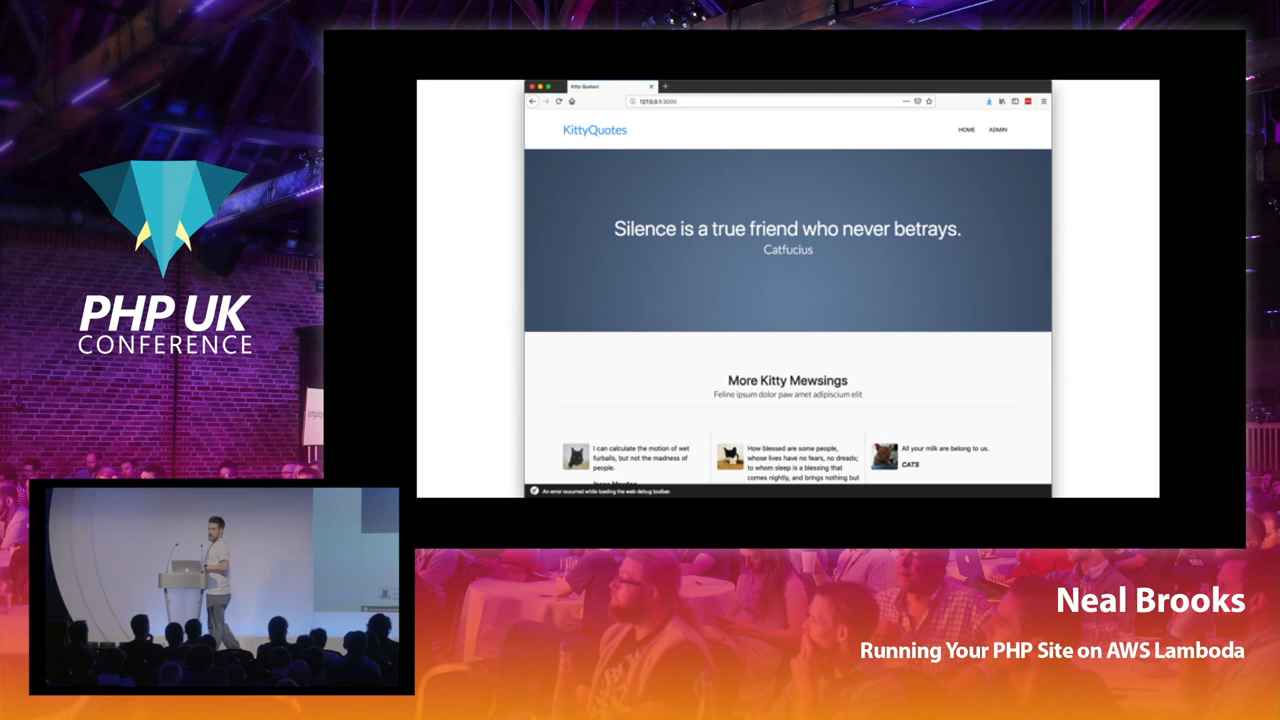 PHP UK
CONFERENCE
Kitty Quotes!
127.0.0.1:3000
KittyQuotes
HOME
ADMIN
Silence is a true friend who never betrays.
Catfucius
More Kitty Mewsings
Feline ipsum dolor paw amet adipiscium elit
I can calculate the motion of wet
furballs, but not the madness of
people.
How blessed are some people,
whose lives have no fears, no dreads;
to whom sleep is a blessing that
comes nightly, and brings nothing but
All your milk are belong to us.
CATS
An error occurred while loading the web debug toolbar.
Neal Brooks
Running Your PHP Site on AWS Lamboda